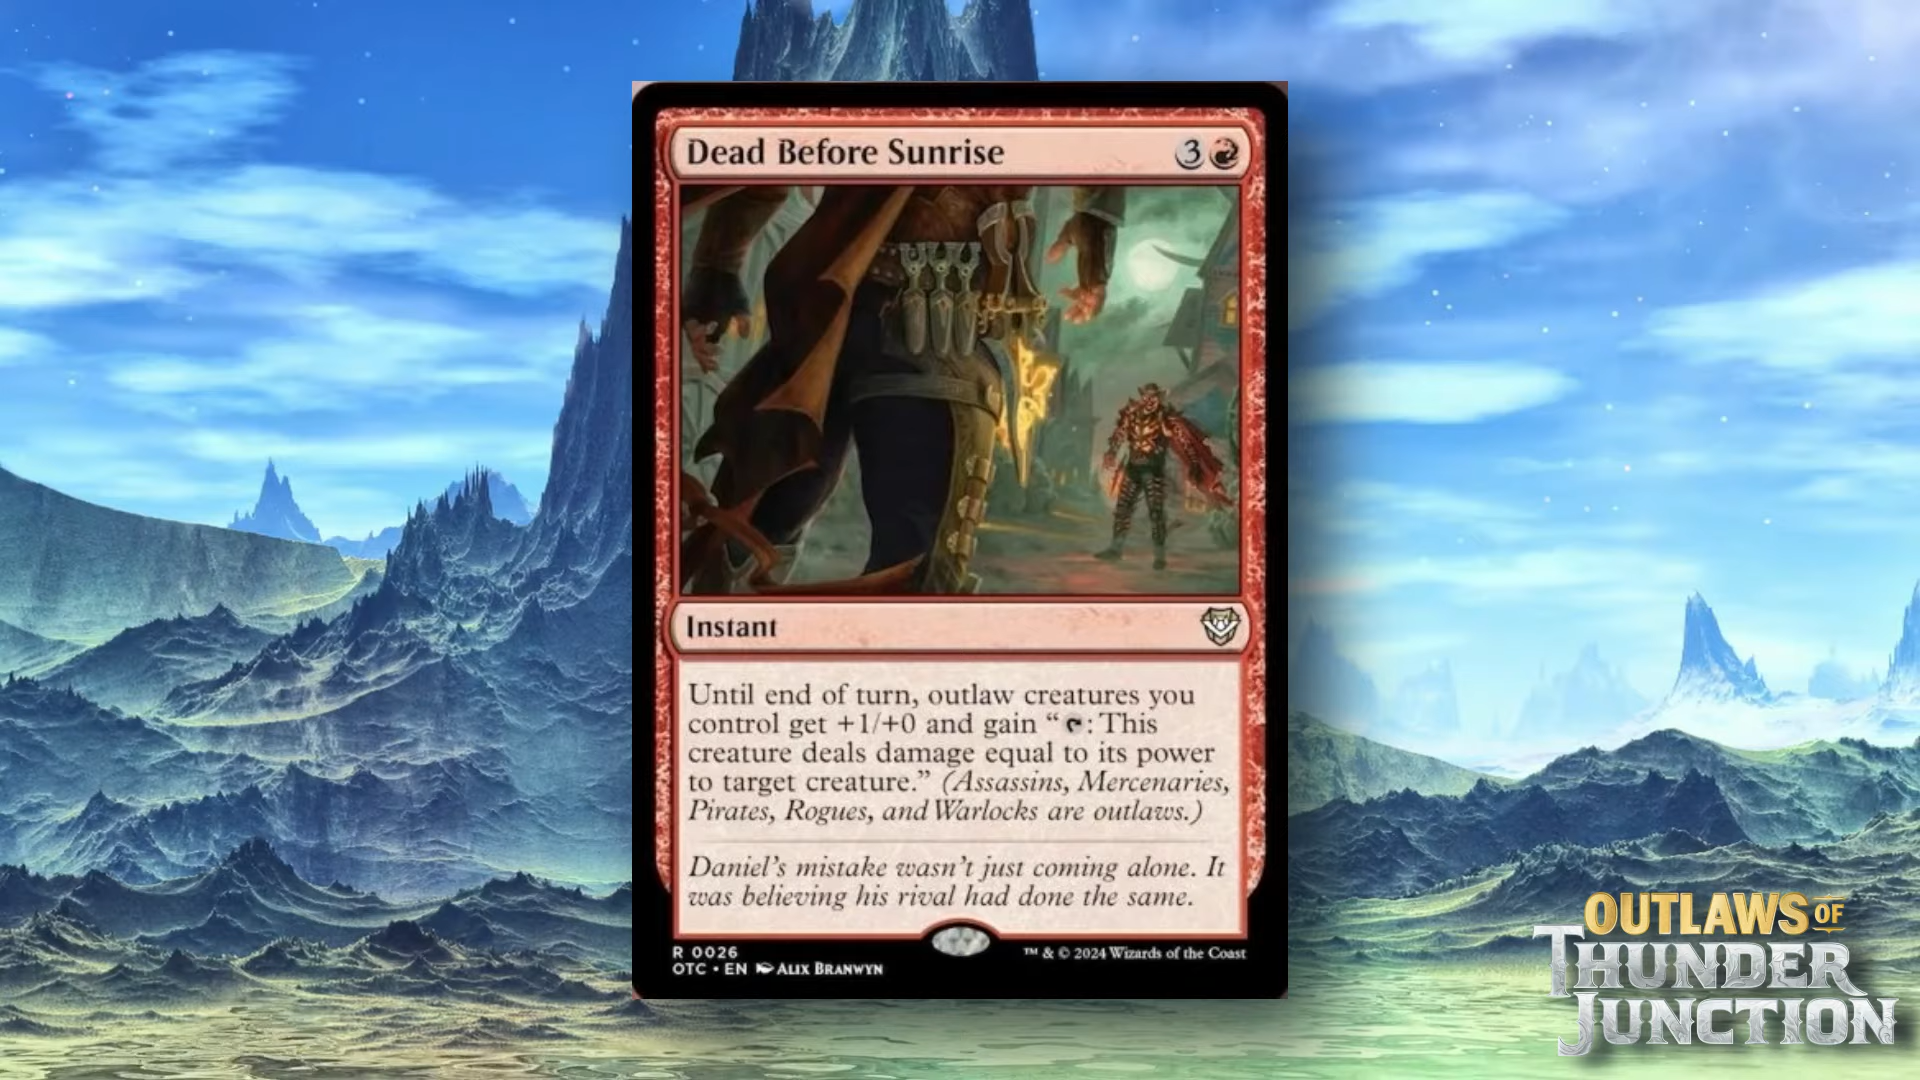 Dead Before Sunrise 3
Instant
Until end of turn, outlaw creatures you
control get +1/+0 and gain “ : This
creature deals damage equal to its power
to target creature.” (Assassins, Mercenaries,
Pirates, Rogues, and Warlocks are outlaws.)
Daniel’s mistake wasn’t just coming alone. It
was believing his rival had done the same.
R 0026
OTC • EN ALIX BRANWYN
™ & © 2024 Wizards of the Coast
OUTLAWS OF
THUNDER
JUNCTION